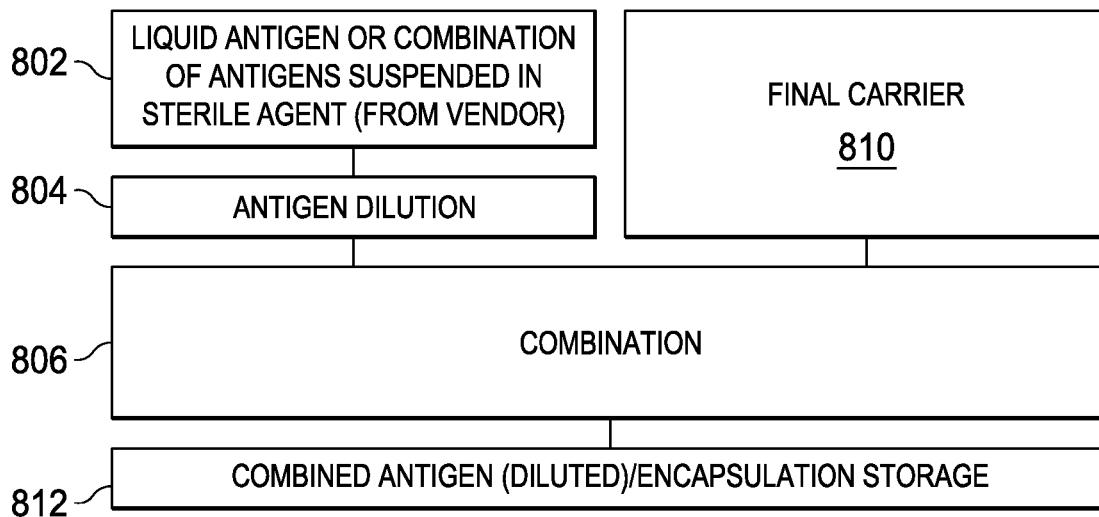 802
LIQUID ANTIGEN OR COMBINATION
OF ANTIGENS SUSPENDED IN
STERILE AGENT (FROM VENDOR)
FINAL CARRIER
810
804
ANTIGEN DILUTION
806
COMBINATION
812
COMBINED ANTIGEN (DILUTED)/ENCAPSULATION STORAGE